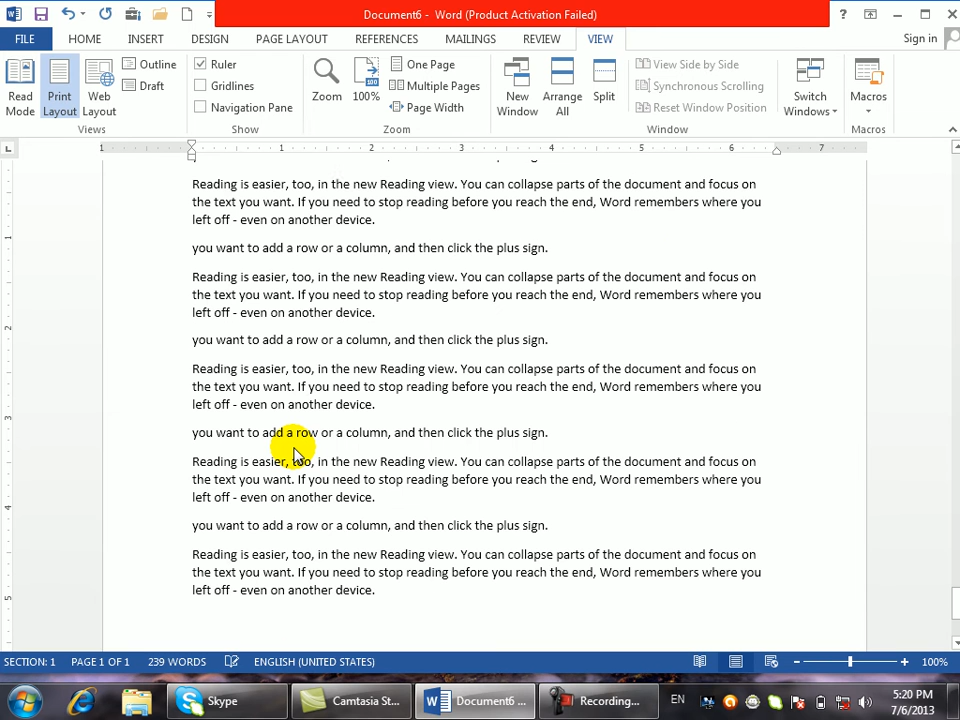 Document6 - Word (Product Activation Failed)
FILE HOME INSERT DESIGN PAGE LAYOUT REFERENCES MAILINGS REVIEW VIEW Sign in
Read Mode
Print Layout
Web Layout
Outline
Draft
Views
Ruler
Gridlines
Navigation Pane
Show
Zoom
100%
One Page
Multiple Pages
Page Width
Zoom
New Window
Arrange All
Split
View Side by Side
Synchronous Scrolling
Reset Window Position
Window
Switch Windows
Macros
Macros
1 1 2 3 4 5 6 7
Reading is easier, too, in the new Reading view. You can collapse parts of the document and focus on
the text you want. If you need to stop reading before you reach the end, Word remembers where you
left off - even on another device.
you want to add a row or a column, and then click the plus sign.
Reading is easier, too, in the new Reading view. You can collapse parts of the document and focus on
the text you want. If you need to stop reading before you reach the end, Word remembers where you
left off - even on another device.
you want to add a row or a column, and then click the plus sign.
Reading is easier, too, in the new Reading view. You can collapse parts of the document and focus on
the text you want. If you need to stop reading before you reach the end, Word remembers where you
left off - even on another device.
you want to add a row or a column, and then click the plus sign.
Reading is easier, too, in the new Reading view. You can collapse parts of the document and focus on
the text you want. If you need to stop reading before you reach the end, Word remembers where you
left off - even on another device.
you want to add a row or a column, and then click the plus sign.
Reading is easier, too, in the new Reading view. You can collapse parts of the document and focus on
the text you want. If you need to stop reading before you reach the end, Word remembers where you
left off - even on another device.
1
2
3
4
5
SECTION: 1 PAGE 1 OF 1 239 WORDS ENGLISH (UNITED STATES) 100%
Skype Camtasia St... Document6 ... Recording... EN 5:20 PM
7/6/2013